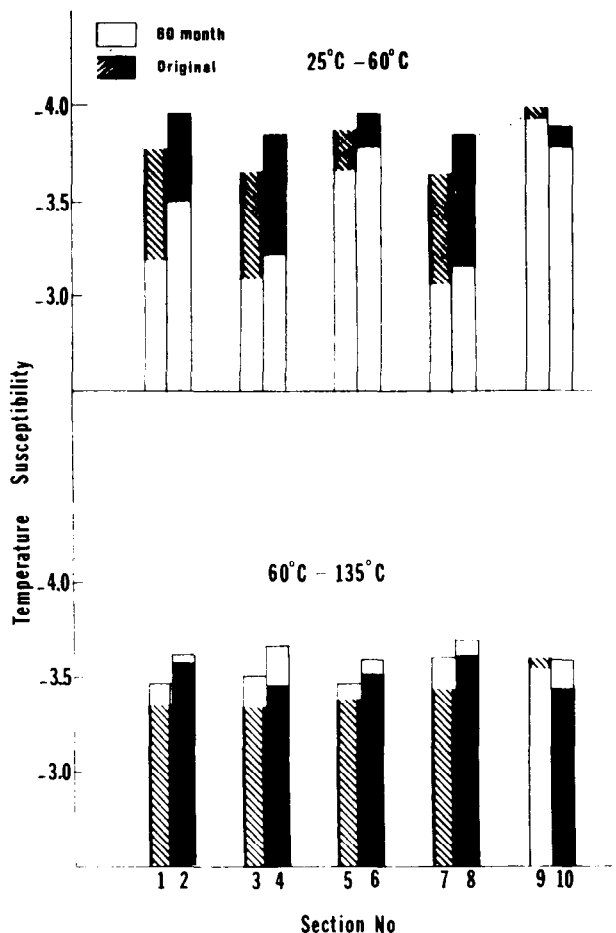 60 month
Original
25°C -60°C
-4.0
-3.5
-3.0
60°C - 135°C
-4.0
-3.5
-3.0
Temperature Susceptibility
1 2 3 4 5 6 7 8 9 10
Section No